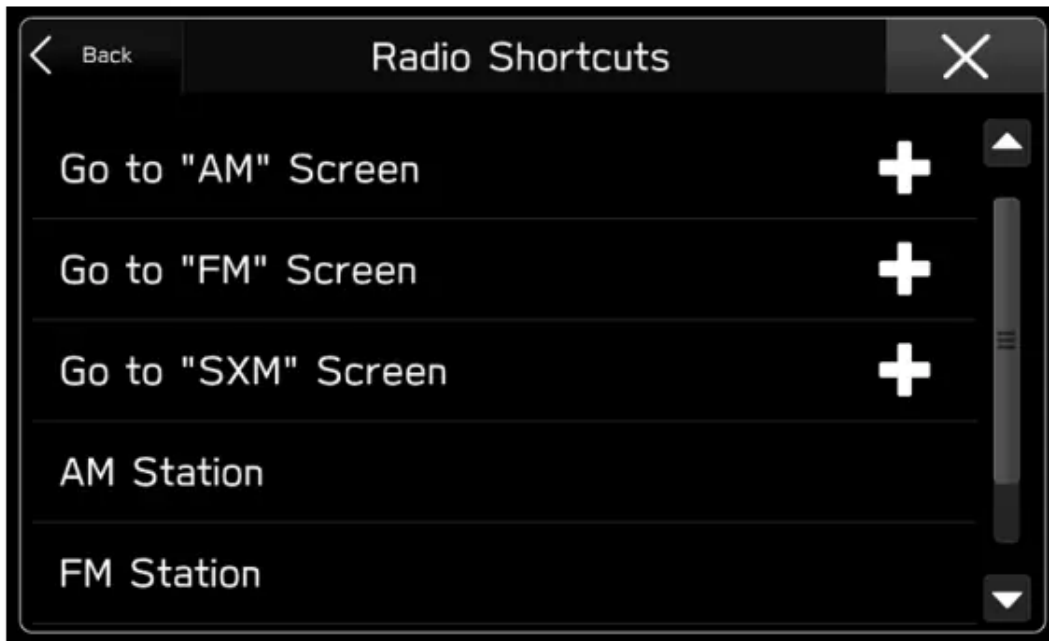 Back
Radio Shortcuts
Go to "AM" Screen
Go to "FM" Screen
Go to "SXM" Screen
AM Station
FM Station